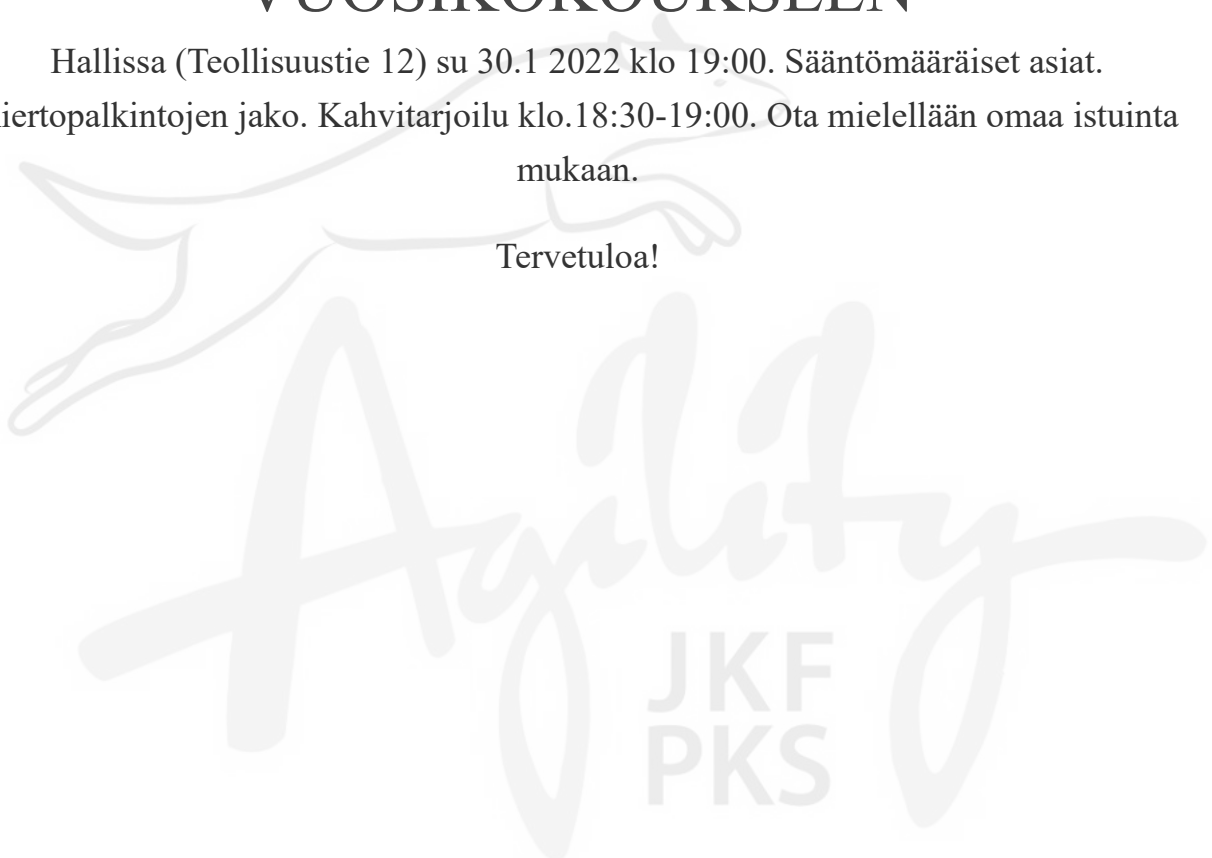 VUOSIKOKOUKSEEN
Hallissa (Teollisuustie 12) su 30.1 2022 klo 19:00. Sääntömääräiset asiat.
iertopalkintojen jako. Kahvitarjoilu klo.18:30-19:00. Ota mielellään omaa istuinta
mukaan.
Tervetuloa!
Agility
JKF
PKS